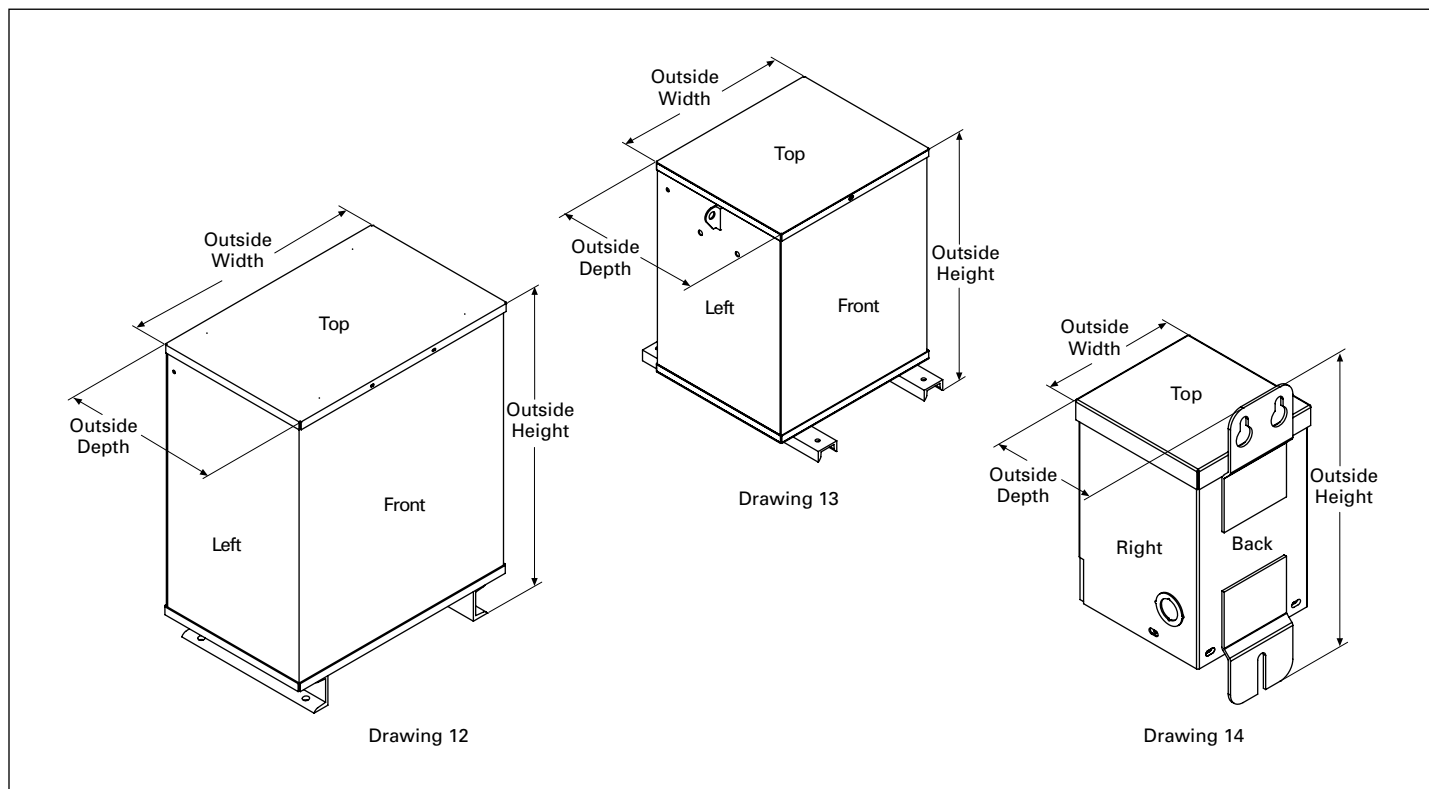 Outside
Width
Top
Outside
Depth
Outside
Height
Left
Front
Drawing 12
Outside
Width
Top
Outside
Depth
Outside
Height
Left
Front
Drawing 13
Outside
Width
Top
Outside
Depth
Outside
Height
Right
Back
Drawing 14